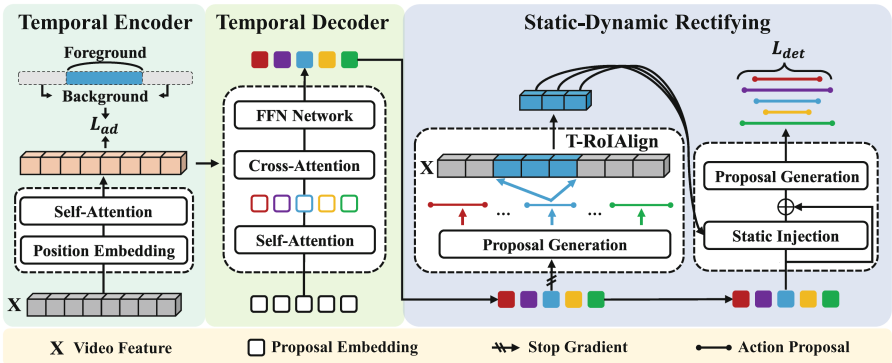 Temporal Encoder
Foreground
Background
L_ad
Self-Attention
Position Embedding
X
Temporal Decoder
FFN Network
Cross-Attention
Self-Attention
Static-Dynamic Rectifying
T-RoIAlign
X
... ...
Proposal Generation
L_det
Proposal Generation
Static Injection
X Video Feature
Proposal Embedding
Stop Gradient
Action Proposal